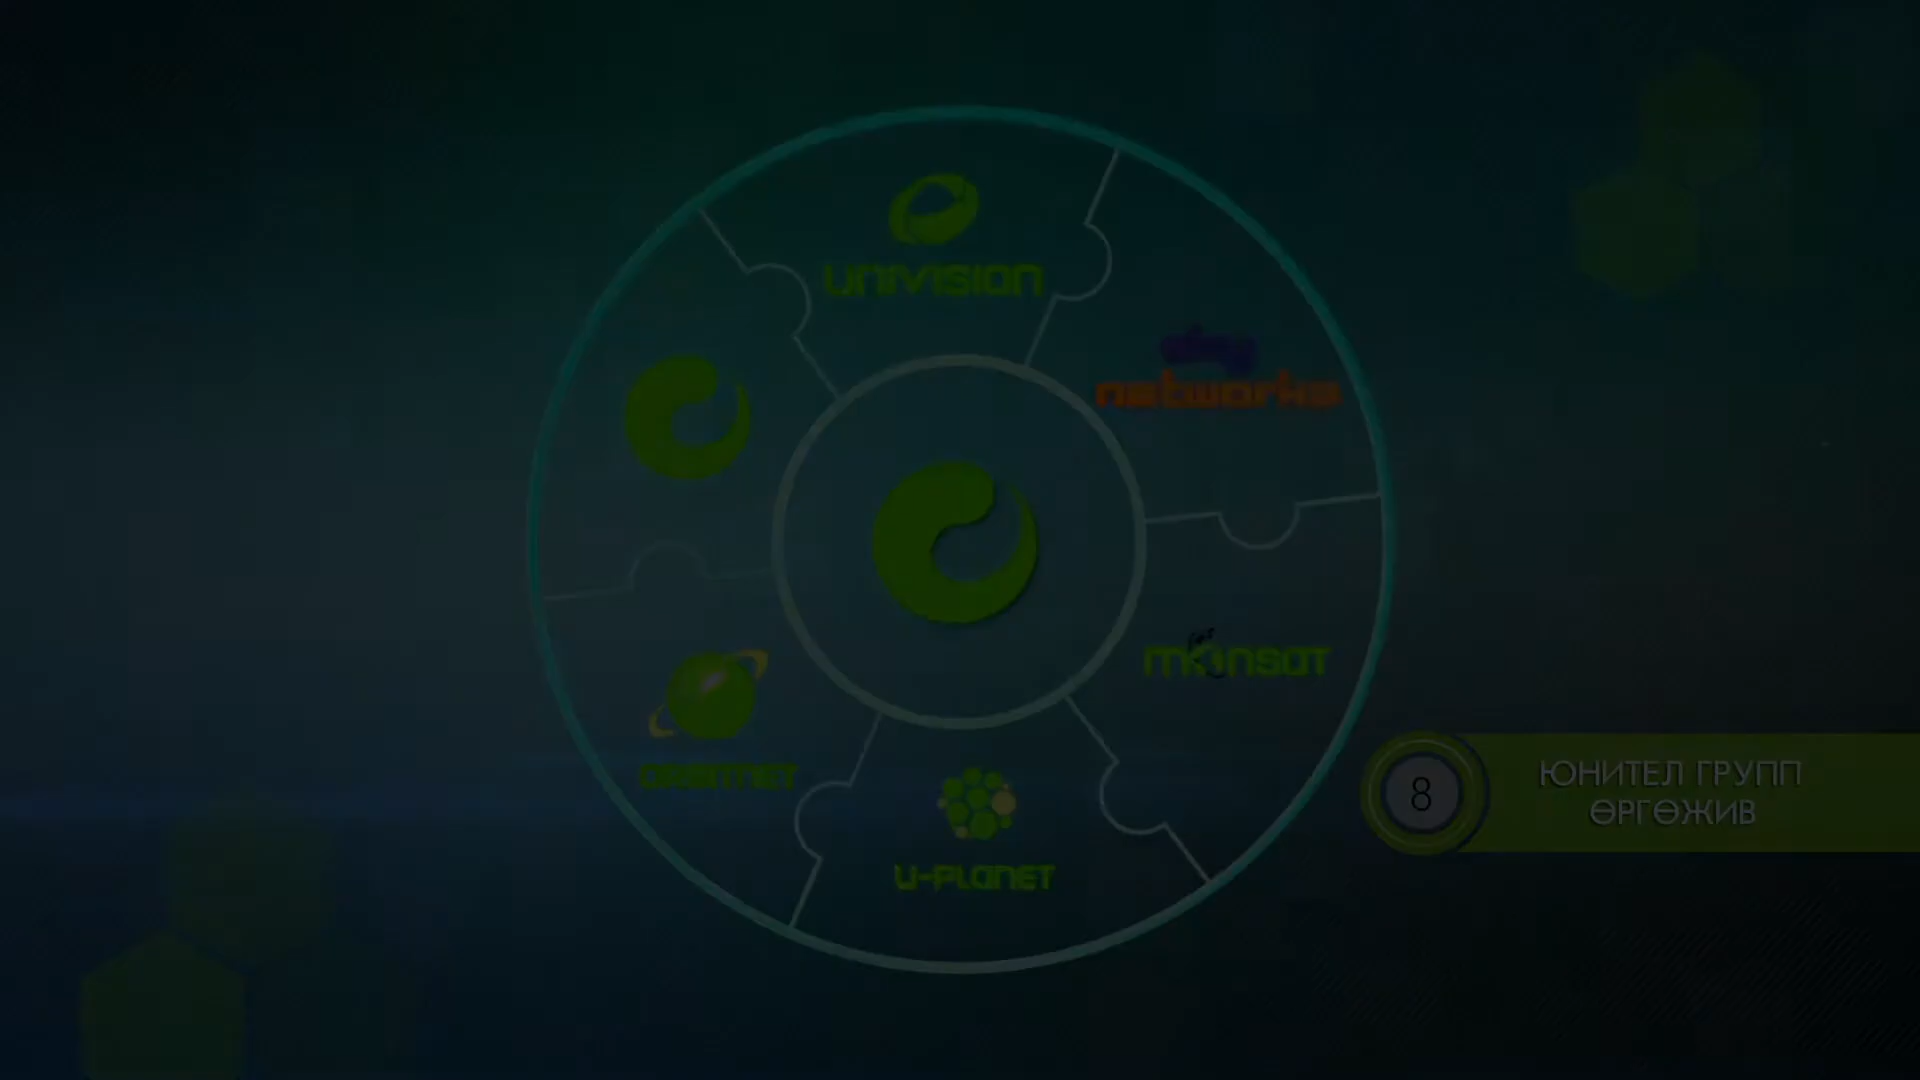 UNIVISION
sky
networks
monsat
ORBITNET
U-PLANET
8
ЮНИТЕЛ ГРУПП
ӨРГӨЖИВ